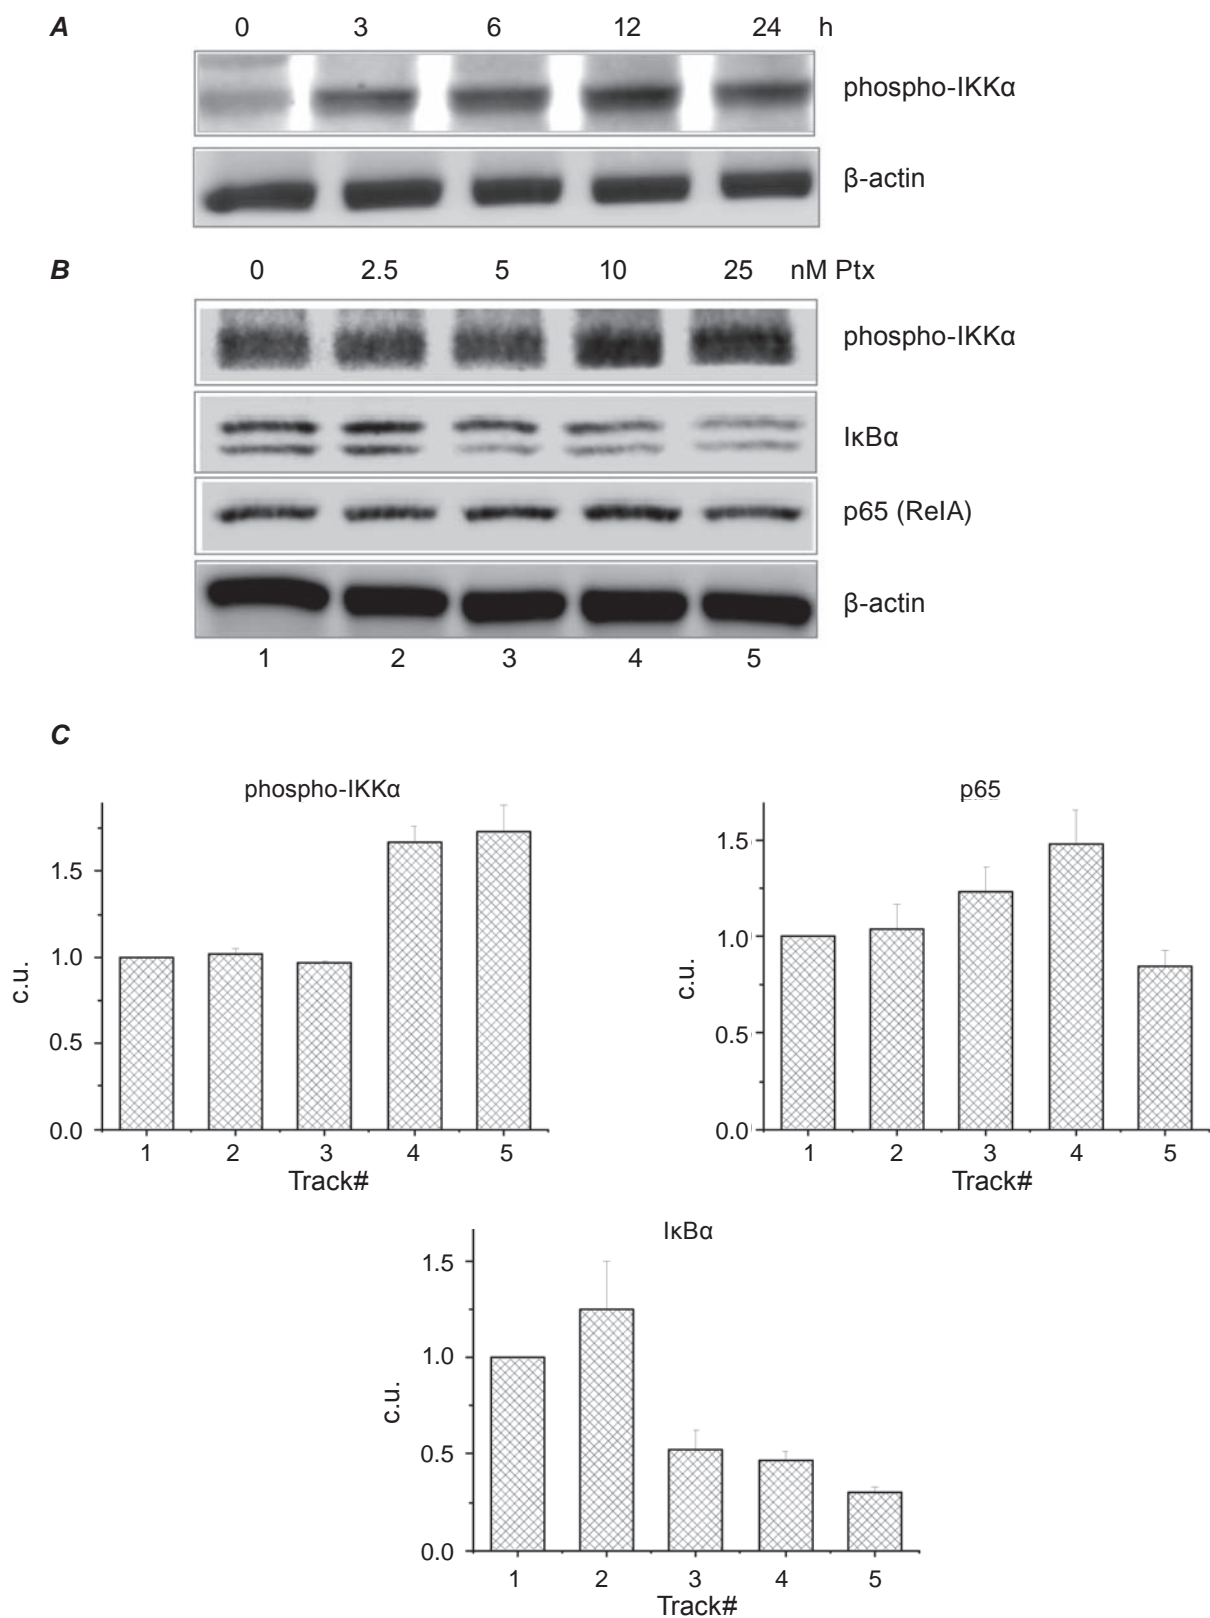 A 0 3 6 12 24 h
phospho-IKKα
β-actin
B 0 2.5 5 10 25 nM Ptx
phospho-IKKα
IκBα
p65 (RelA)
β-actin
1 2 3 4 5
C
phospho-IKKα
1.5
1.0
0.5
0.0
c.u.
1 2 3 4 5
Track#
p65
1.5
1.0
0.5
0.0
c.u.
1 2 3 4 5
Track#
IκBα
1.5
1.0
0.5
0.0
c.u.
1 2 3 4 5
Track#